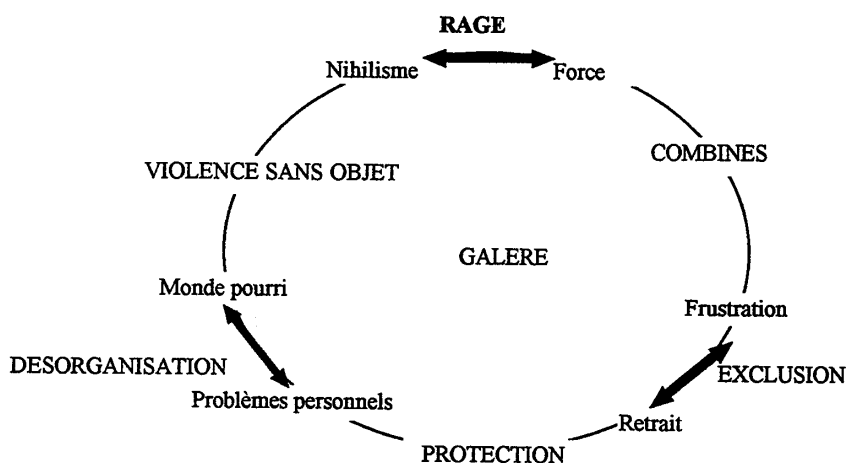 RAGE
Nihilisme
Force
COMBINES
VIOLENCE SANS OBJET
GALERE
Monde pourri
Frustration
DESORGANISATION
EXCLUSION
Problèmes personnels
Retrait
PROTECTION